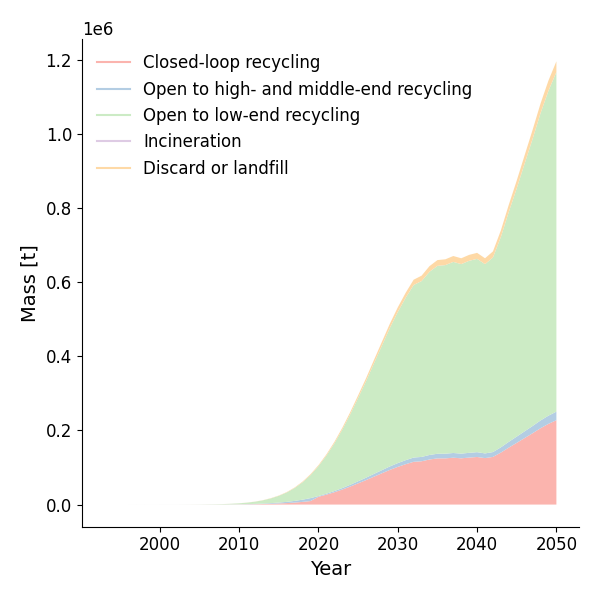 1e6
1.2
1.0
0.8
0.6
0.4
0.2
0.0
Mass [t]
Closed-loop recycling
Open to high- and middle-end recycling
Open to low-end recycling
Incineration
Discard or landfill
2000 2010 2020 2030 2040 2050
Year